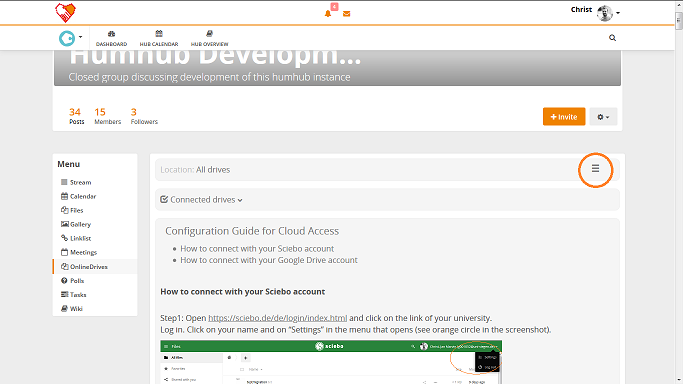 6
Christ
DASHBOARD
HUB CALENDAR
HUB OVERVIEW
Humhub Developm...
Closed group discussing development of this humhub instance
34
Posts
15
Members
3
Followers
+ Invite
Menu
Stream
Calendar
Files
Gallery
Linklist
Meetings
OnlineDrives
Polls
Tasks
Wiki
Location: All drives
Connected drives
Configuration Guide for Cloud Access
How to connect with your Sciebo account
How to connect with your Google Drive account
How to connect with your Sciebo account
Step1: Open https://sciebo.de/de/login/index.html and click on the link of your university.
Log in. Click on your name and on "Settings" in the menu that opens (see orange circle in the screenshot).
Files
sciebo
All files
Favorites
Shared with you
Name
Size
Settings
Log out